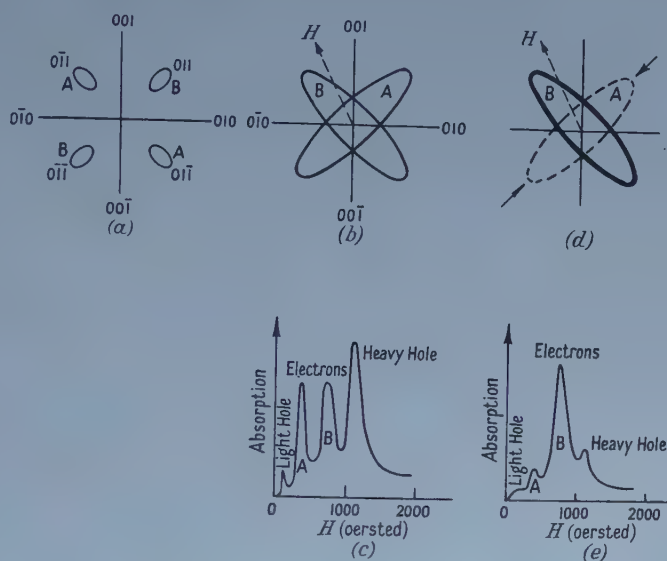 001
01̄1
A
011
B
01̄0
010
B
01̄1̄
A
011̄
001̄
(a)
H
001
B
A
01̄0
010
001̄
(b)
H
B
A
(d)
Absorption
Light Hole
Electrons
A
B
Heavy Hole
0
1000
2000
H (oersted)
(c)
Absorption
Light Hole
Electrons
A
B
Heavy Hole
0
1000
2000
H (oersted)
(e)